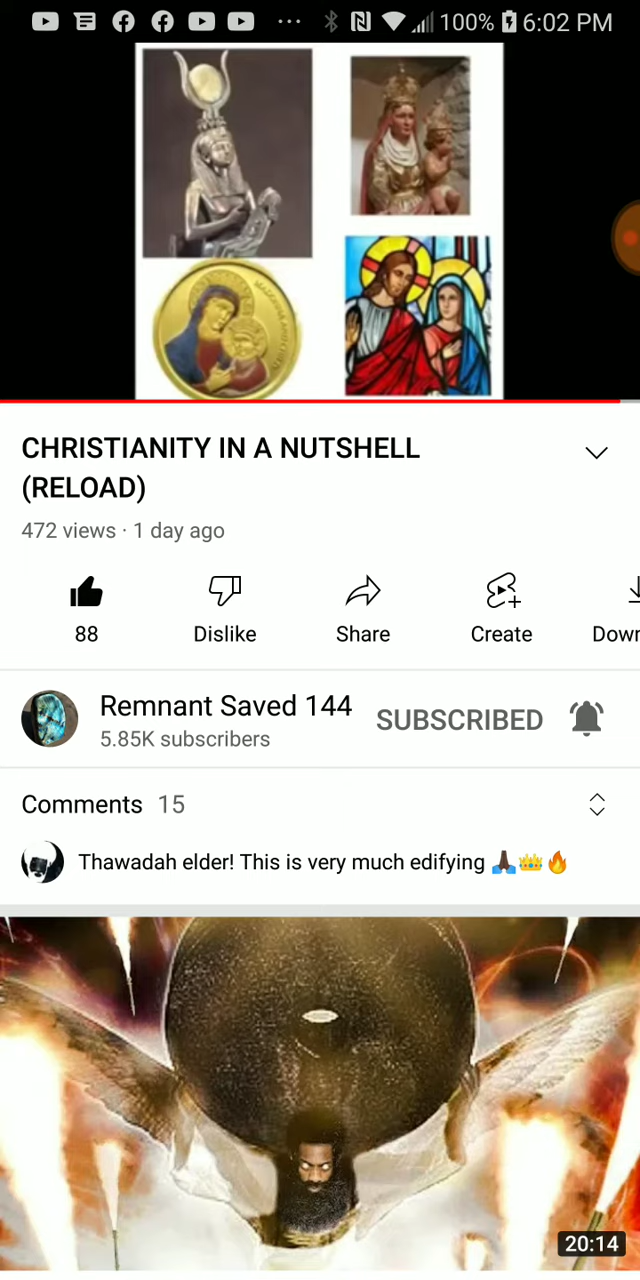 100% 6:02 PM
CHRISTIANITY IN A NUTSHELL
(RELOAD)
472 views · 1 day ago
88 Dislike Share Create Down
Remnant Saved 144 SUBSCRIBED
5.85K subscribers
Comments 15
Thawadah elder! This is very much edifying 🙏🏿👑🔥
20:14